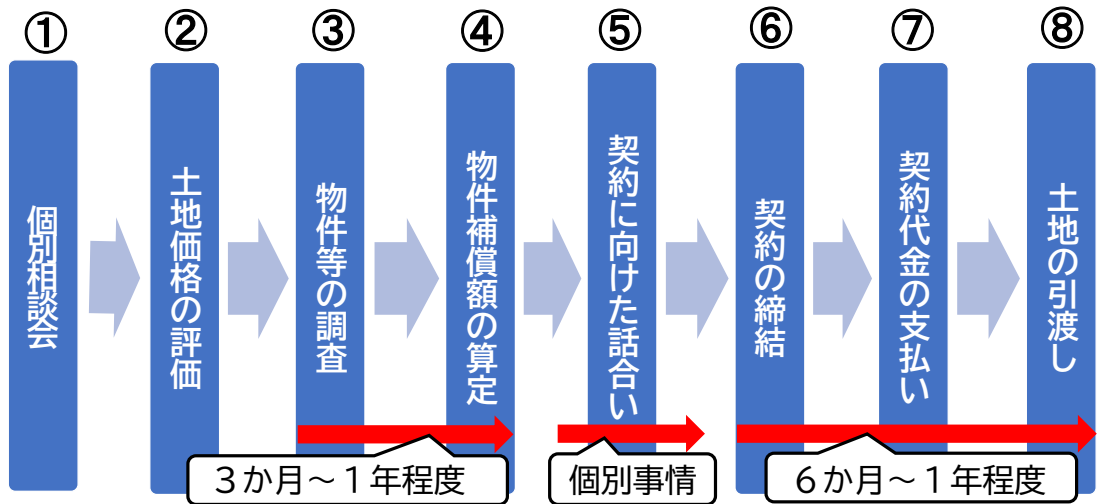 ①
②
③
④
⑤
⑥
⑦
⑧
個別相談会
土地価格の評価
物件等の調査
物件補償額の算定
契約に向けた話合い
契約の締結
契約代金の支払い
土地の引渡し
３か月～１年程度
個別事情
６か月～１年程度